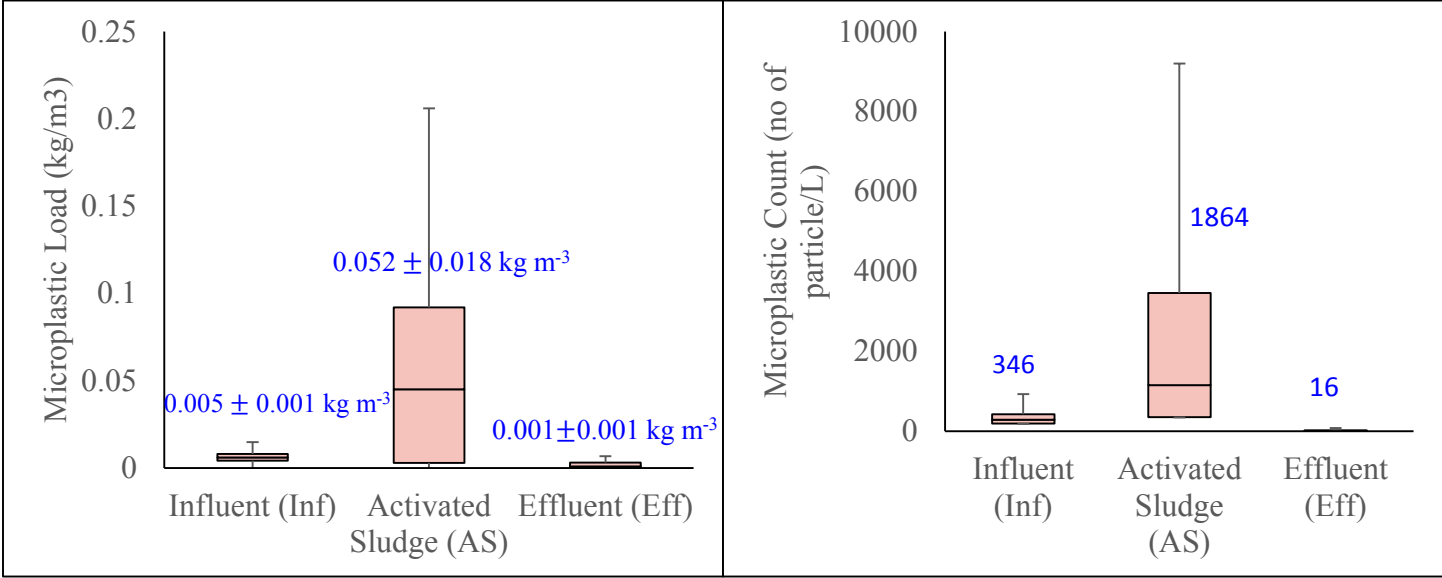 Microplastic Load (kg/m3)
0.25
0.2
0.15
0.1
0.05
0
0.005 ± 0.001 kg m-3
0.052 ± 0.018 kg m-3
0.001±0.001 kg m-3
Influent (Inf)
Activated
Sludge (AS)
Effluent (Eff)
Microplastic Count (no of
particle/L)
10000
8000
6000
4000
2000
0
346
1864
16
Influent
(Inf)
Activated
Sludge
(AS)
Effluent
(Eff)